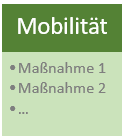 Mobilität
• Maßnahme 1
• Maßnahme 2
• ...